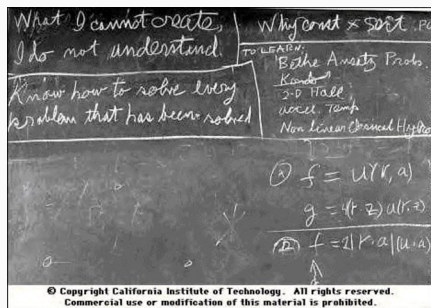 What I cannot create,
I do not understand.
Know how to solve every
problem that has been solved
Why const × sort . PO
TO LEARN:
Bethe Ansatz Probs.
Kondo
2-D Hall
accel. Temp
Non Linear Classical Hydro
Ⓐ f = u(r, a)
g = 4(r·z) u(r, z)
Ⓑ f = 2|r·a|(u·a)
© Copyright California Institute of Technology. All rights reserved.
Commercial use or modification of this material is prohibited.